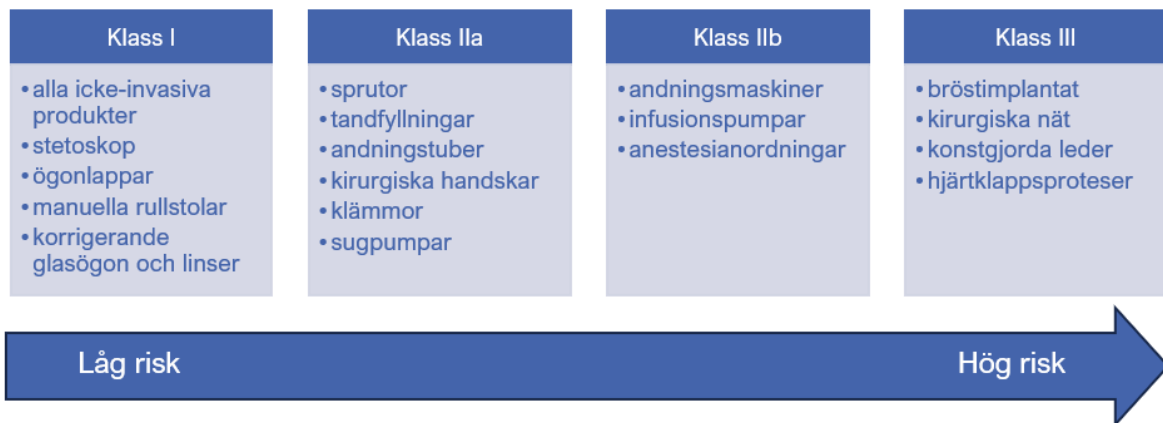 Klass I
• alla icke-invasiva
produkter
• stetoskop
• ögonlappar
• manuella rullstolar
• korrigerande
glasögon och linser
Klass IIa
• sprutor
• tandfyllningar
• andningstuber
• kirurgiska handskar
• klämmor
• sugpumpar
Klass IIb
• andningsmaskiner
• infusionspumpar
• anestesianordningar
Klass III
• bröstimplantat
• kirurgiska nät
• konstgjorda leder
• hjärtklappsproteser
Låg risk
Hög risk